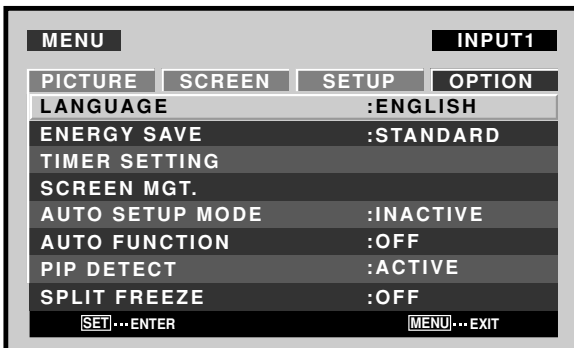 MENU INPUT1
PICTURE SCREEN SETUP OPTION
LANGUAGE :ENGLISH
ENERGY SAVE :STANDARD
TIMER SETTING
SCREEN MGT.
AUTO SETUP MODE :INACTIVE
AUTO FUNCTION :OFF
PIP DETECT :ACTIVE
SPLIT FREEZE :OFF
SET···ENTER MENU···EXIT